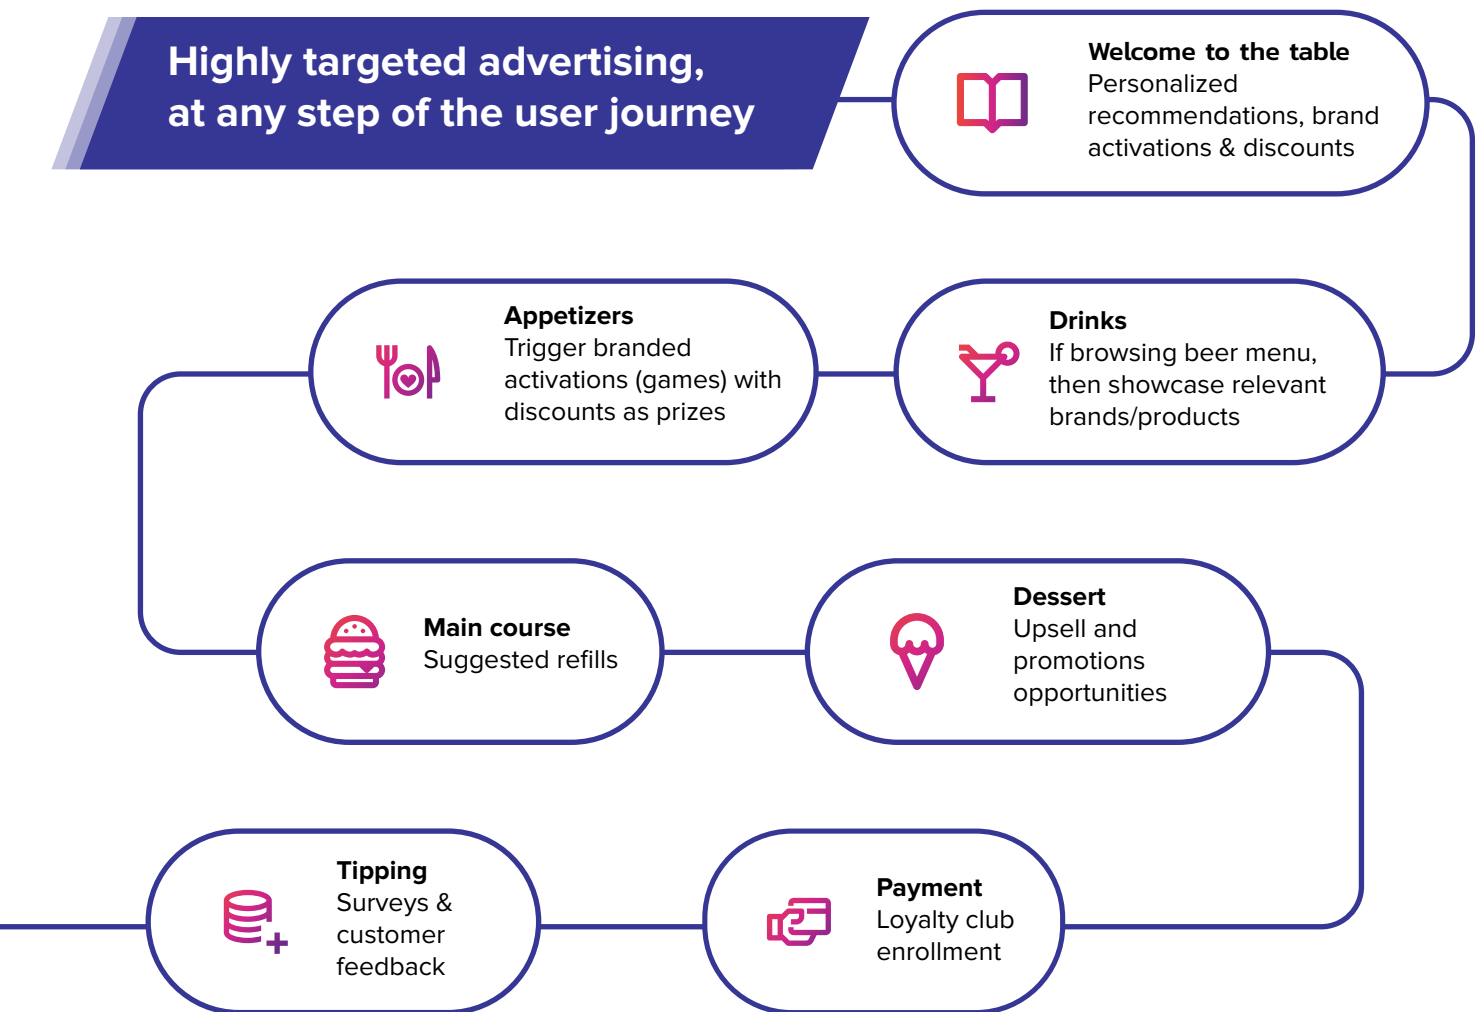 Highly targeted advertising,
at any step of the user journey
Welcome to the table
Personalized
recommendations, brand
activations & discounts
Drinks
If browsing beer menu,
then showcase relevant
brands/products
Appetizers
Trigger branded
activations (games) with
discounts as prizes
Main course
Suggested refills
Dessert
Upsell and
promotions
opportunities
Payment
Loyalty club
enrollment
Tipping
Surveys &
customer
feedback